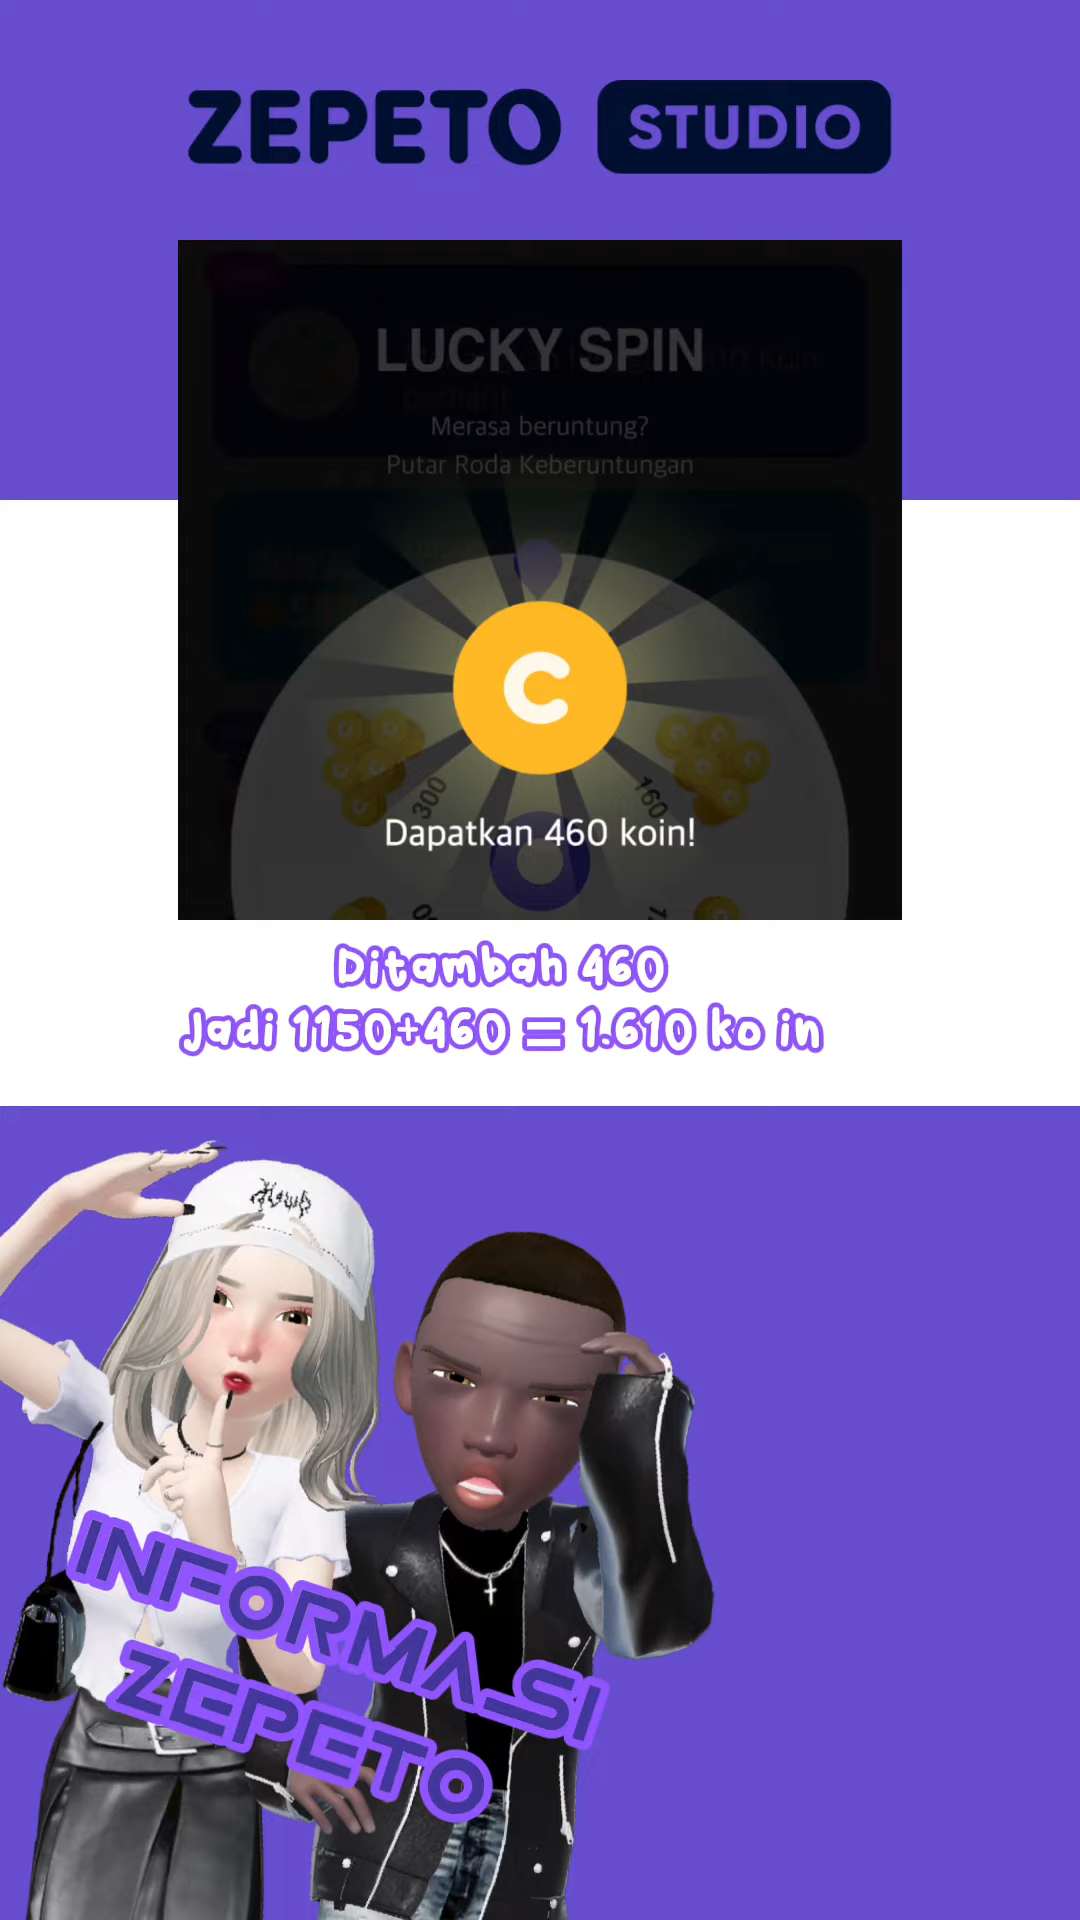 ZEPETO STUDIO
LUCKY SPIN
Merasa beruntung?
Putar Roda Keberuntungan
300
160
Dapatkan 460 koin!
Ditambah 460
Jadi 1150+460 = 1.610 ko in
INFORMASI
ZEPETO